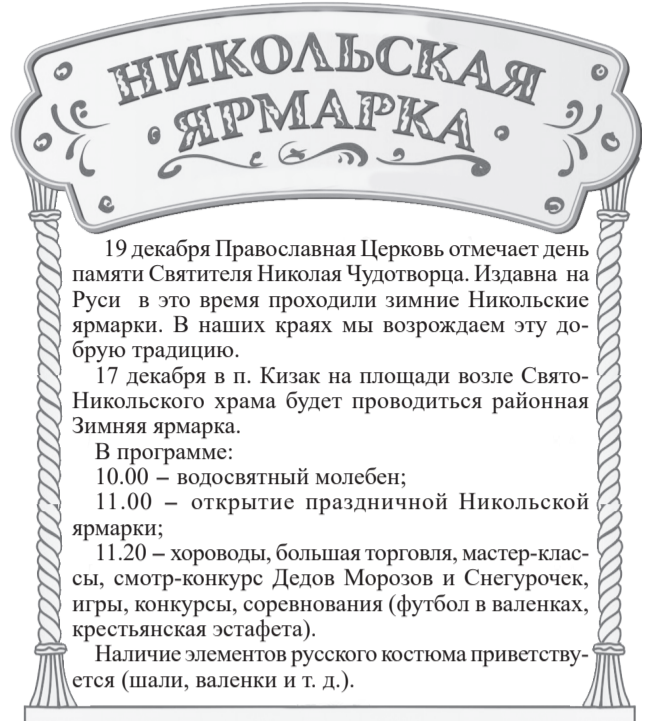 НИКОЛЬСКАЯ
ЯРМАРКА
19 декабря Православная Церковь отмечает день
памяти Святителя Николая Чудотворца. Издавна на
Руси в это время проходили зимние Никольские
ярмарки. В наших краях мы возрождаем эту до-
брую традицию.
17 декабря в п. Кизак на площади возле Свято-
Никольского храма будет проводиться районная
Зимняя ярмарка.
В программе:
10.00 – водосвятный молебен;
11.00 – открытие праздничной Никольской
ярмарки;
11.20 – хороводы, большая торговля, мастер-клас-
сы, смотр-конкурс Дедов Морозов и Снегурочек,
игры, конкурсы, соревнования (футбол в валенках,
крестьянская эстафета).
Наличие элементов русского костюма приветству-
ется (шали, валенки и т. д.).